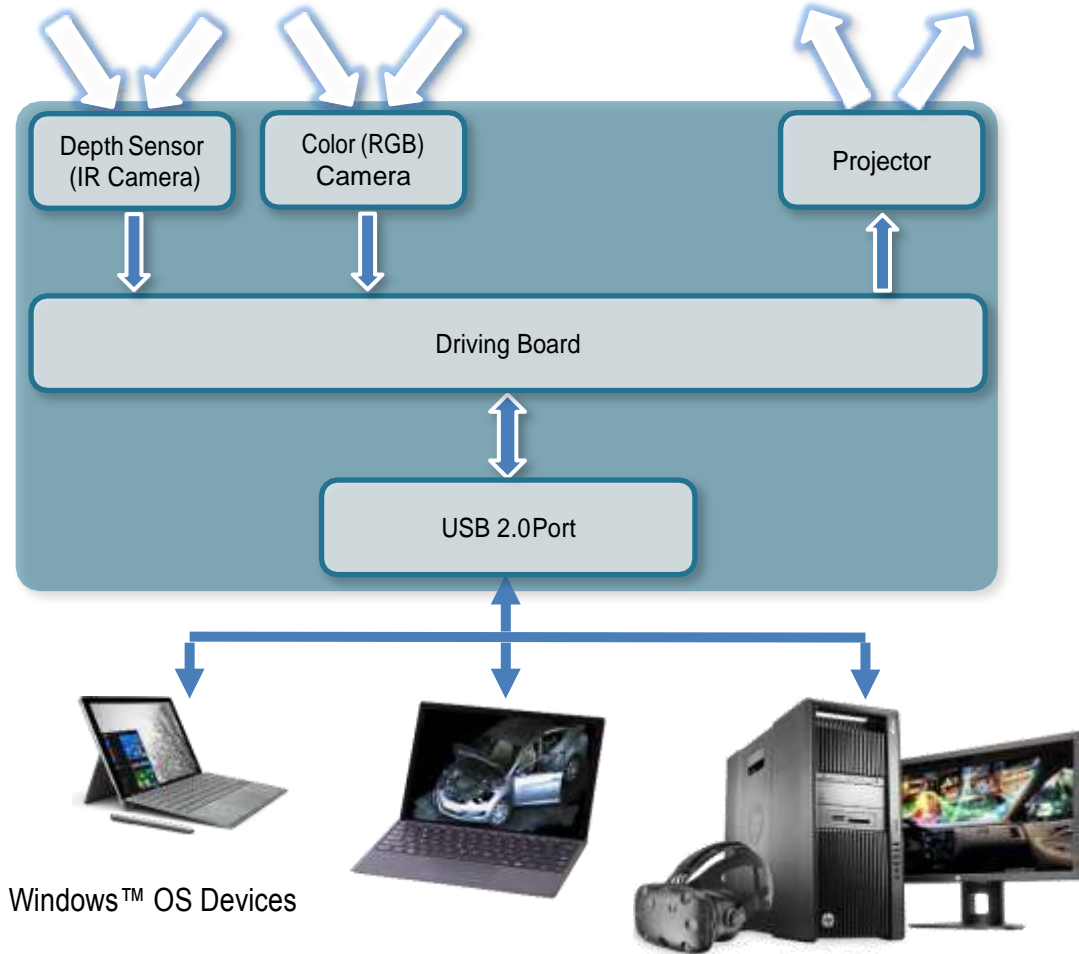 Depth Sensor
(IR Camera)
Color (RGB)
Camera
Projector
Driving Board
USB 2.0Port
Windows™ OS Devices